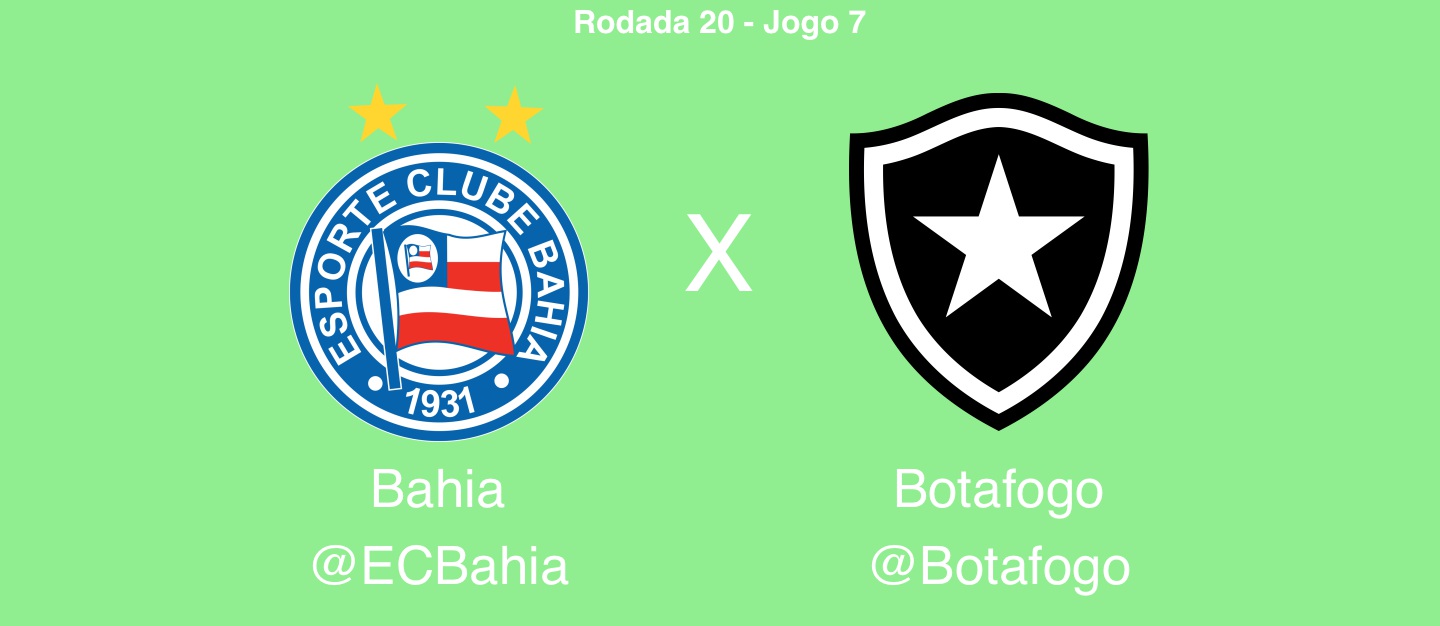 Rodada 20 - Jogo 7
ESPORTE CLUBE BAHIA
1931
X
Bahia
Botafogo
@ECBahia
@Botafogo